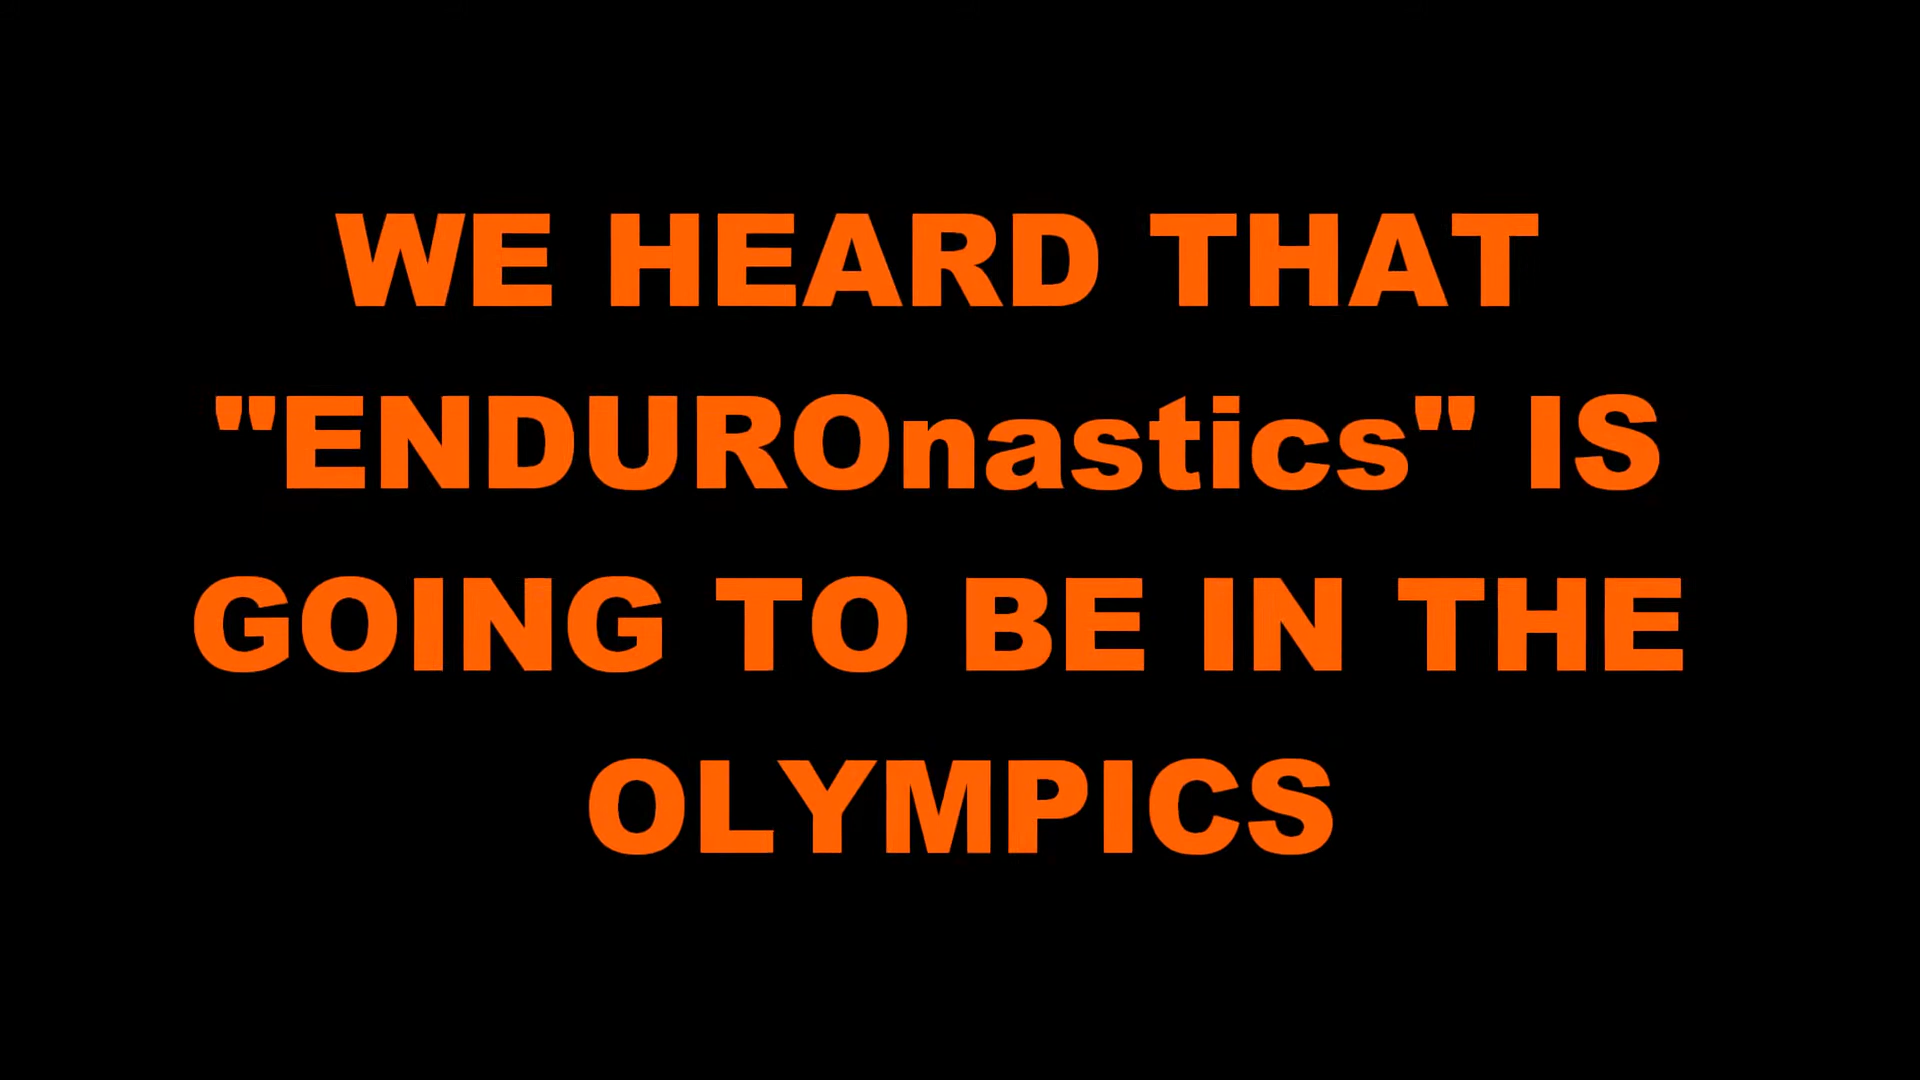 WE HEARD THAT
"ENDUROnastics" IS
GOING TO BE IN THE
OLYMPICS